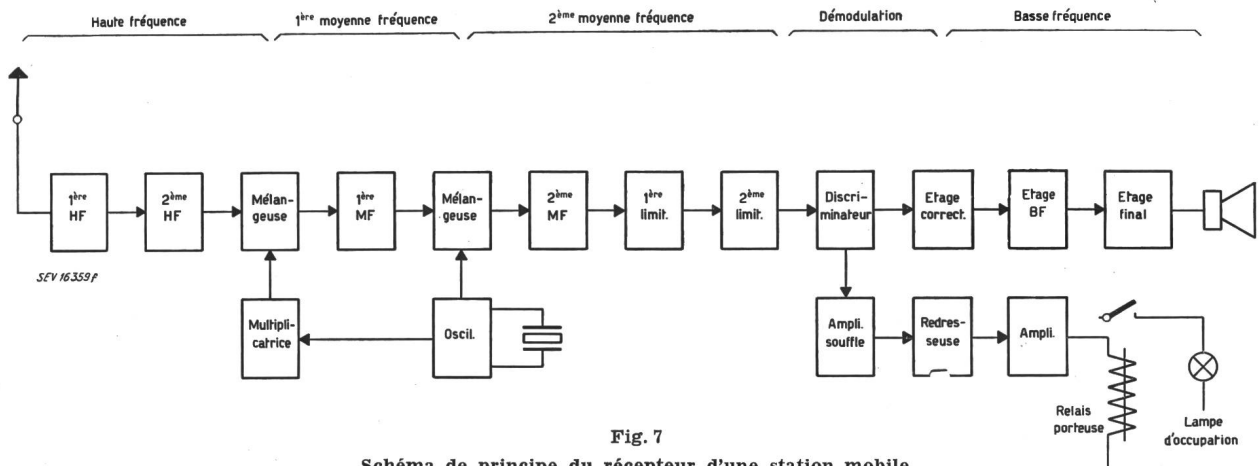 Haute fréquence
1ère moyenne fréquence
2ème moyenne fréquence
Démodulation
Basse fréquence
1ère
HF
2ème
HF
Mélan-
geuse
1ère
MF
Mélan-
geuse
2ème
MF
1ère
limit.
2ème
limit.
Discri-
minateur
Etage
correct.
Etage
BF
Etage
final
SEV 16359f
Multipli-
catrice
Oscil.
Ampli.
souffle
Redres-
seuse
Ampli.
Relais
porteuse
Lampe
d'occupation
Fig. 7
Schéma de principe du récepteur d'une station mobile